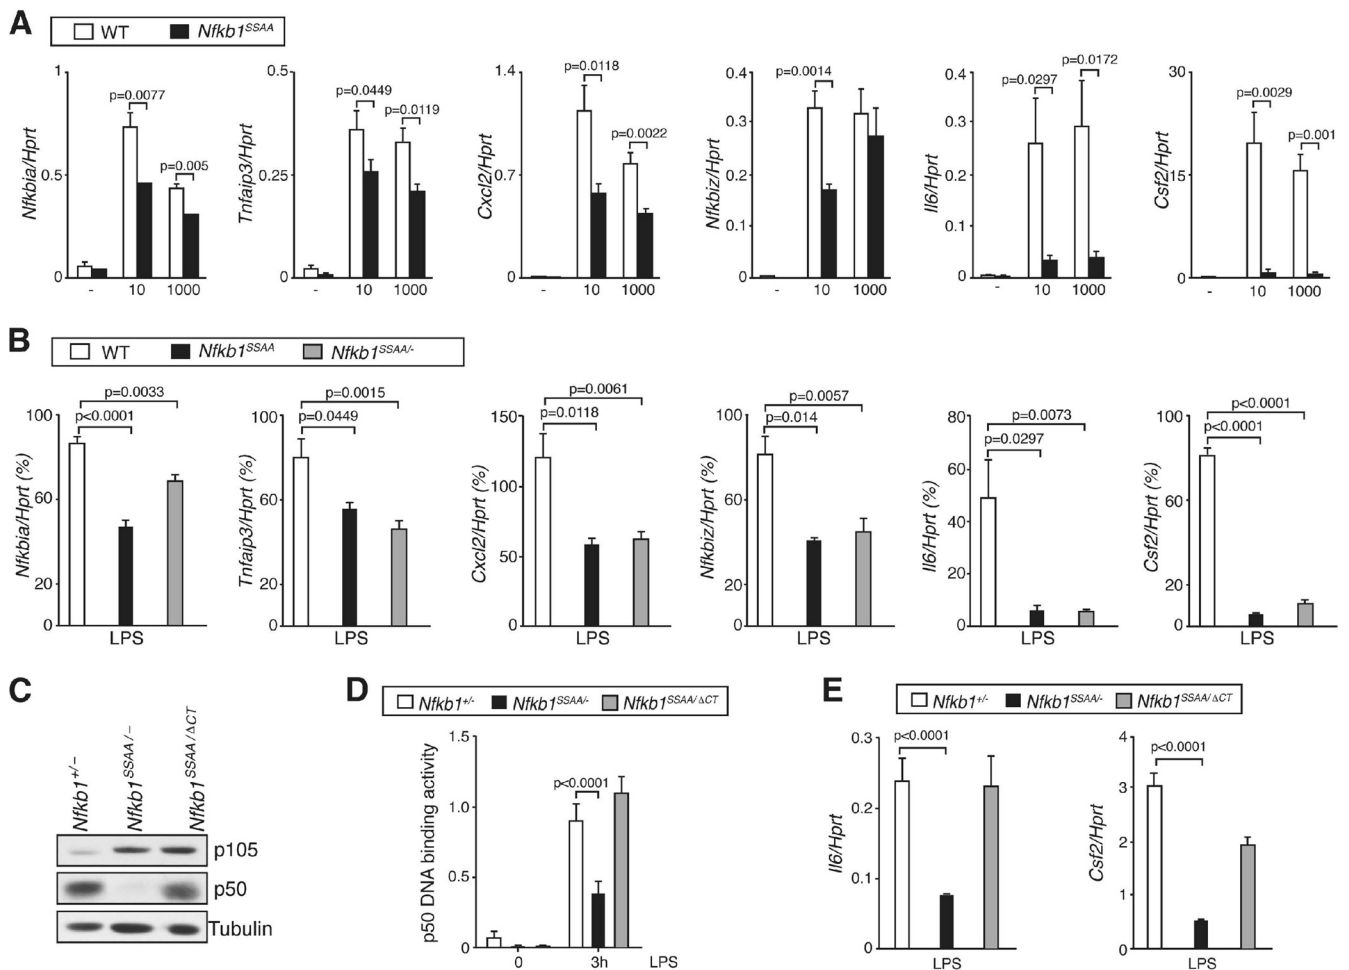 A
WT Nfkb1SSAA
Nfkbia/Hprt
1
0.5
0
p=0.0077
p=0.005
- 10 1000
Tnfaip3/Hprt
0.5
0.25
0
p=0.0449
p=0.0119
- 10 1000
Cxcl2/Hprt
1.4
0.7
0
p=0.0118
p=0.0022
- 10 1000
Nfkbiz/Hprt
0.4
0.3
0.2
0.1
0
p=0.0014
- 10 1000
Il6/Hprt
0.4
0.3
0.2
0.1
0
p=0.0297
p=0.0172
- 10 1000
Csf2/Hprt
30
15
0
p=0.0029
p=0.001
- 10 1000
B
WT Nfkb1SSAA Nfkb1SSAA/-
Nfkbia/Hprt (%)
100
60
20
0
p=0.0033
p<0.0001
LPS
Tnfaip3/Hprt (%)
100
60
20
0
p=0.0015
p=0.0449
LPS
Cxcl2/Hprt (%)
150
100
50
0
p=0.0061
p=0.0118
LPS
Nfkbiz/Hprt (%)
100
60
20
0
p=0.0057
p=0.014
LPS
Il6/Hprt (%)
80
60
40
20
0
p=0.0073
p=0.0297
LPS
Csf2/Hprt (%)
100
60
20
0
p<0.0001
p<0.0001
LPS
C
Nfkb1+/-
Nfkb1SSAA/-
Nfkb1SSAA/ΔCT
p105
p50
Tubulin
D
Nfkb1+/- Nfkb1SSAA/- Nfkb1SSAA/ΔCT
p50 DNA binding activity
1.5
1.0
0.5
0
p<0.0001
0 3h LPS
E
Nfkb1+/- Nfkb1SSAA/- Nfkb1SSAA/ΔCT
Il6/Hprt
0.3
0.2
0.1
0
p<0.0001
LPS
Csf2/Hprt
4
3
2
1
0
p<0.0001
LPS